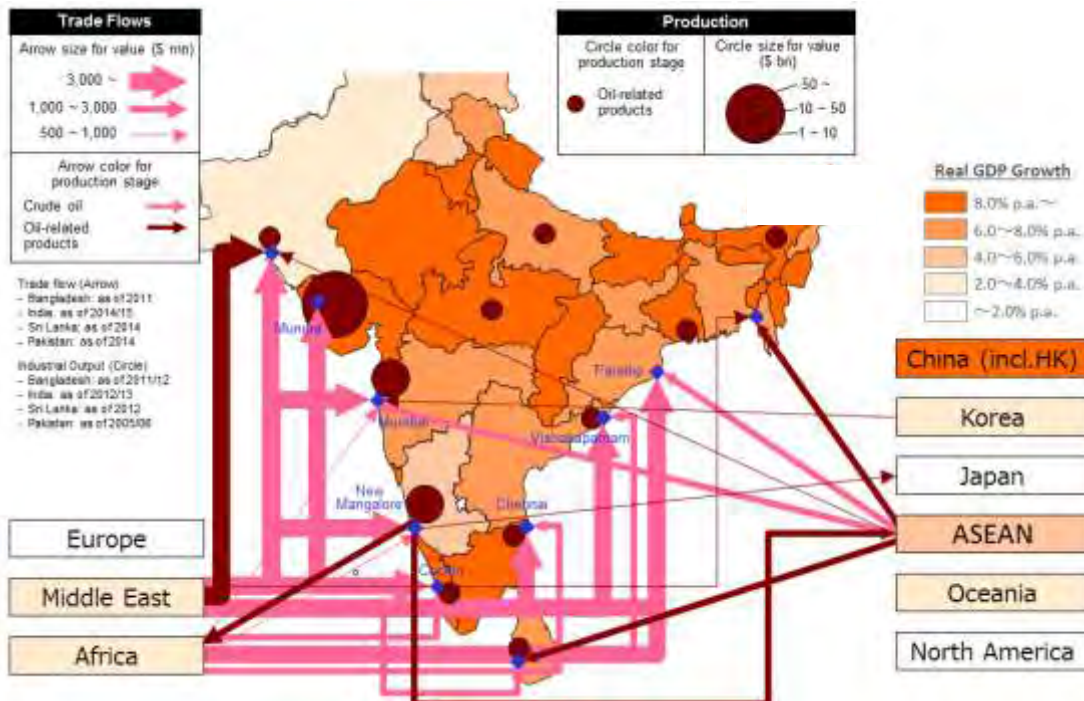 Trade Flows
Arrow size for value ($ mn)
3,000 ~
1,000 ~ 3,000
500 ~ 1,000
Arrow color for
production stage
Crude oil
Oil-related
products
Trade flow (Arrow)
- Bangladesh: as of 2011
- India: as of 2014/15
- Sri Lanka: as of 2014
- Pakistan: as of 2014
Industrial Output (Circle)
- Bangladesh: as of 2011/12
- India: as of 2012/13
- Sri Lanka: as of 2012
- Pakistan: as of 2005/06
Production
Circle color for
production stage
Oil-related
products
Circle size for value
($ bn)
50 ~
10 ~ 50
1 ~ 10
Real GDP Growth
8.0% p.a.~
6.0~8.0% p.a.
4.0~6.0% p.a.
2.0~4.0% p.a.
~2.0% p.a.
Mumbai
New
Mangalore
Chennai
Cochin
China (incl.HK)
Korea
Japan
ASEAN
Oceania
North America
Europe
Middle East
Africa